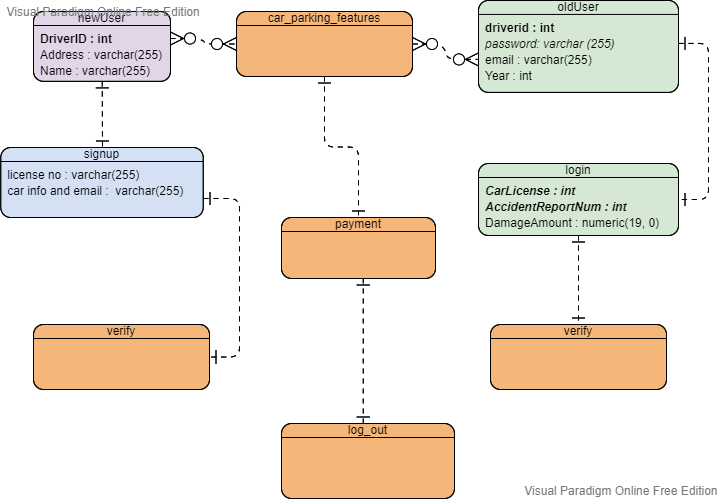 Visual Paradigm Online Free Edition
newUser
DriverID : int
Address : varchar(255)
Name : varchar(255)
car_parking_features
oldUser
driverid : int
password: varchar (255)
email : varchar(255)
Year : int
signup
license no : varchar(255)
car info and email :  varchar(255)
login
CarLicense : int
AccidentReportNum : int
DamageAmount : numeric(19, 0)
payment
verify
verify
log_out
Visual Paradigm Online Free Edition